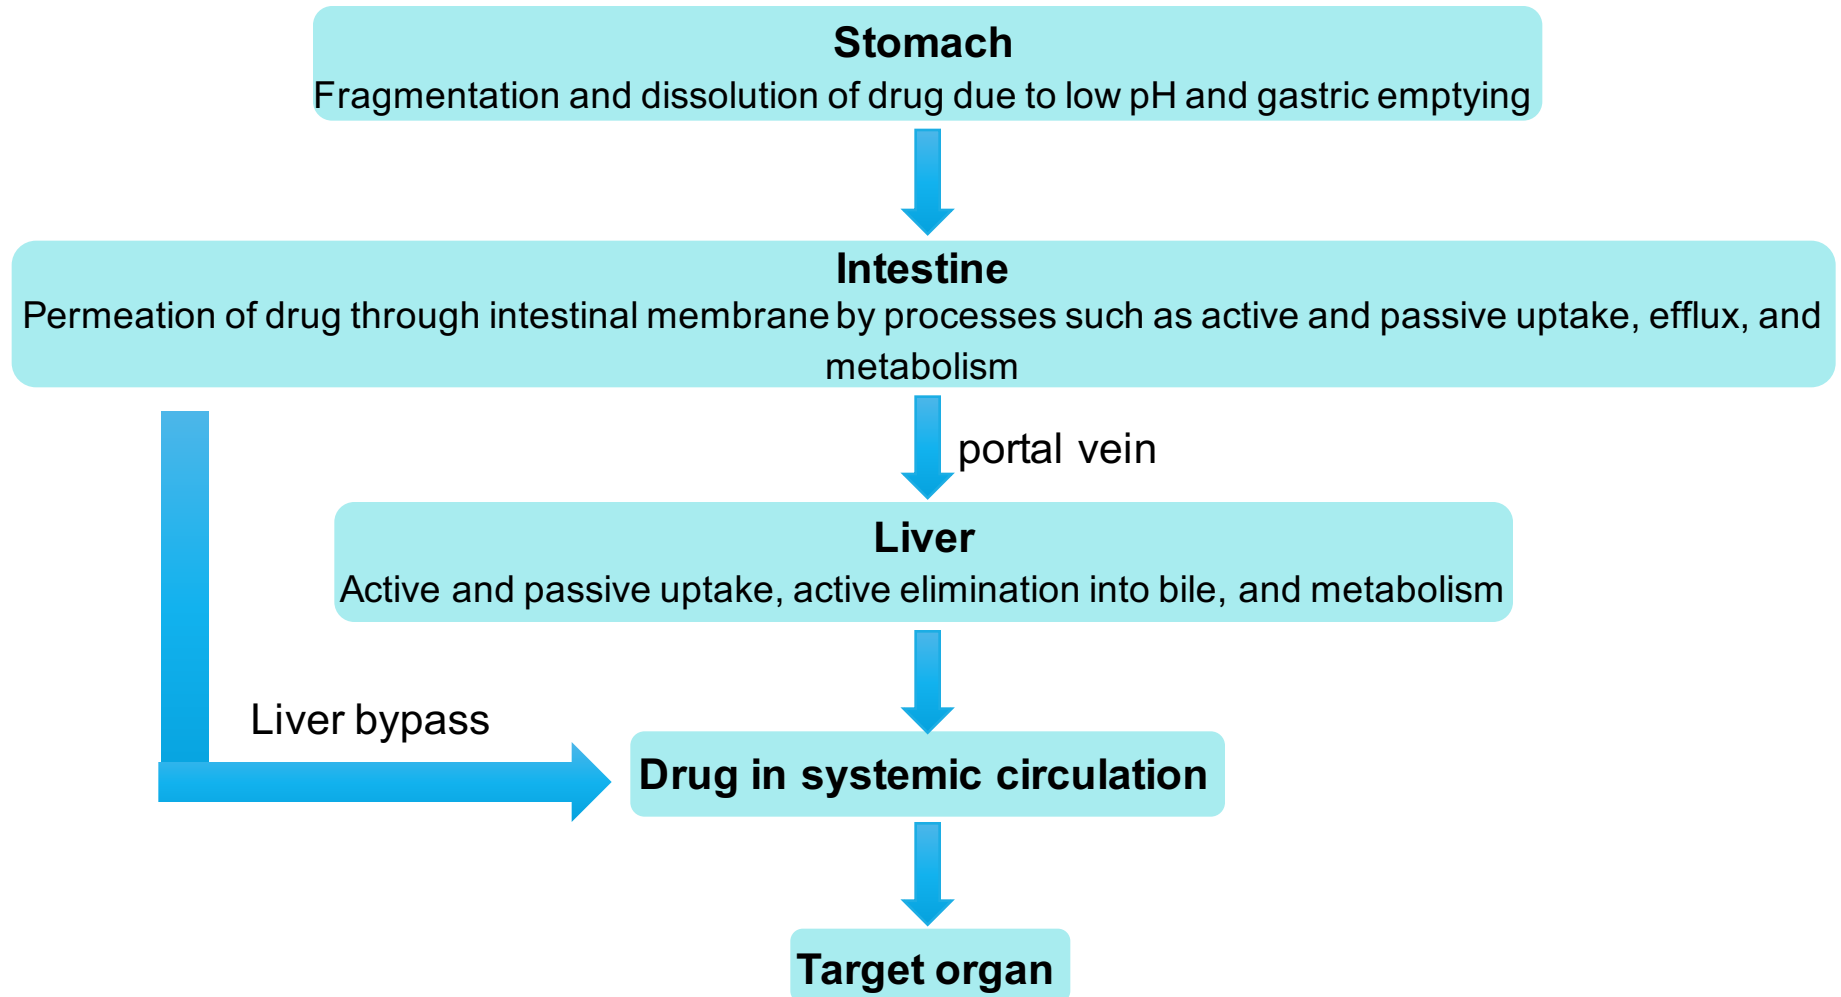 Stomach
Fragmentation and dissolution of drug due to low pH and gastric emptying
Intestine
Permeation of drug through intestinal membrane by processes such as active and passive uptake, efflux, and
metabolism
portal vein
Liver
Active and passive uptake, active elimination into bile, and metabolism
Liver bypass
Drug in systemic circulation
Target organ